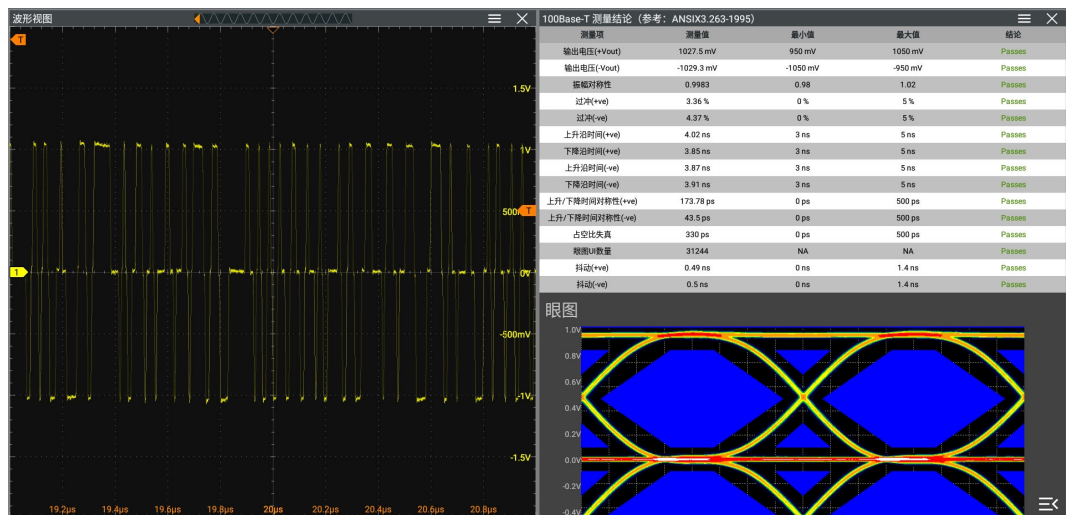 波形视图
T
1.5V
1V
500m
T
1
0V
-500mV
-1V
-1.5V
19.2μs 19.4μs 19.6μs 19.8μs 20μs 20.2μs 20.4μs 20.6μs 20.8μs
100Base-T 测量结论（参考：ANSIX3.263-1995）
测量项 测量值 最小值 最大值 结论
输出电压(+Vout) 1027.5 mV 950 mV 1050 mV Passes
输出电压(-Vout) -1029.3 mV -1050 mV -950 mV Passes
振幅对称性 0.9983 0.98 1.02 Passes
过冲(+ve) 3.36 % 0 % 5 % Passes
过冲(-ve) 4.37 % 0 % 5 % Passes
上升沿时间(+ve) 4.02 ns 3 ns 5 ns Passes
下降沿时间(+ve) 3.85 ns 3 ns 5 ns Passes
上升沿时间(-ve) 3.87 ns 3 ns 5 ns Passes
下降沿时间(-ve) 3.91 ns 3 ns 5 ns Passes
上升/下降时间对称性(+ve) 173.78 ps 0 ps 500 ps Passes
上升/下降时间对称性(-ve) 43.5 ps 0 ps 500 ps Passes
占空比失真 330 ps 0 ps 500 ps Passes
眼图UI数量 31244 NA NA Passes
抖动(+ve) 0.49 ns 0 ns 1.4 ns Passes
抖动(-ve) 0.5 ns 0 ns 1.4 ns Passes
眼图
1.0V
0.8V
0.6V
0.4V
0.2V
0.0V
-0.2V
-0.4V